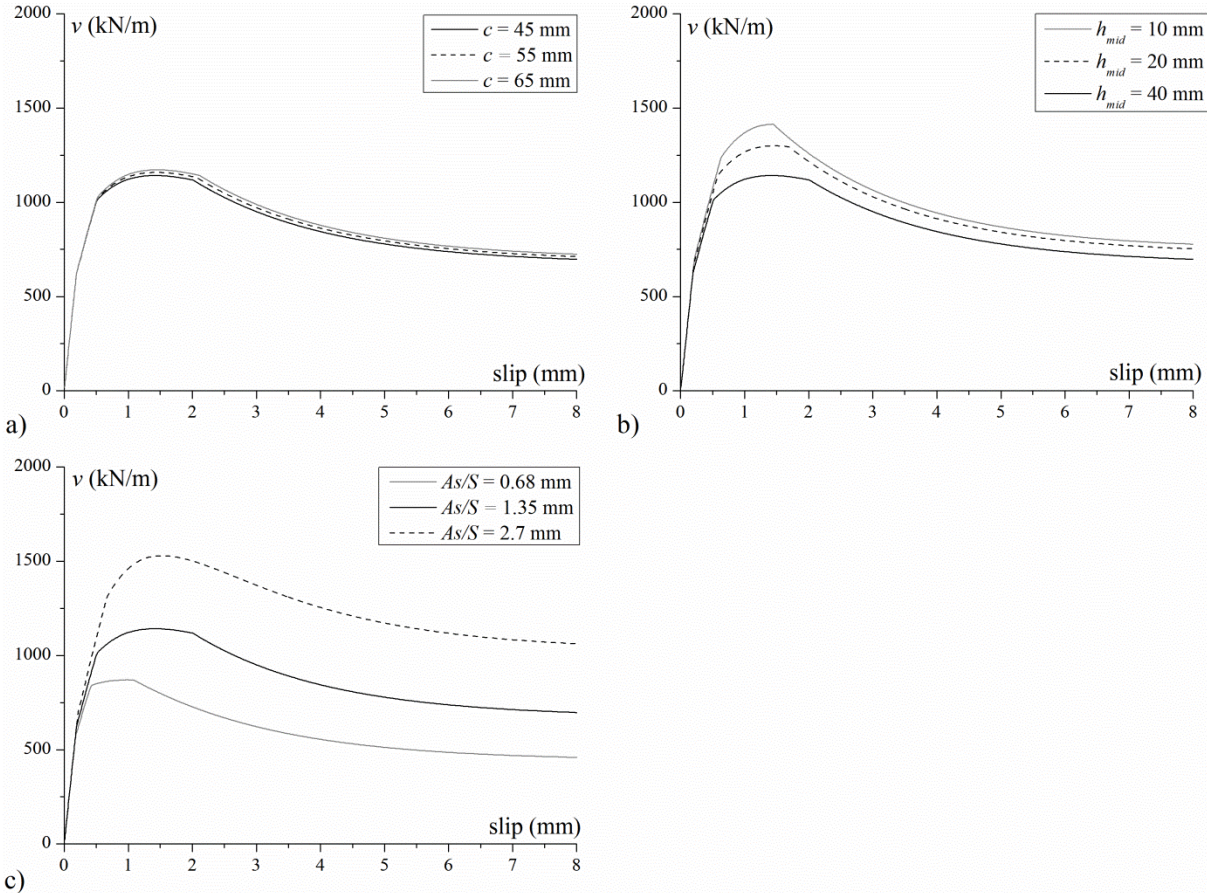 v (kN/m)
2000
1500
1000
500
0
c = 45 mm
c = 55 mm
c = 65 mm
slip (mm)
0 1 2 3 4 5 6 7 8
a)
v (kN/m)
2000
1500
1000
500
0
h_mid = 10 mm
h_mid = 20 mm
h_mid = 40 mm
slip (mm)
0 1 2 3 4 5 6 7 8
b)
v (kN/m)
2000
1500
1000
500
0
As/S = 0.68 mm
As/S = 1.35 mm
As/S = 2.7 mm
slip (mm)
0 1 2 3 4 5 6 7 8
c)